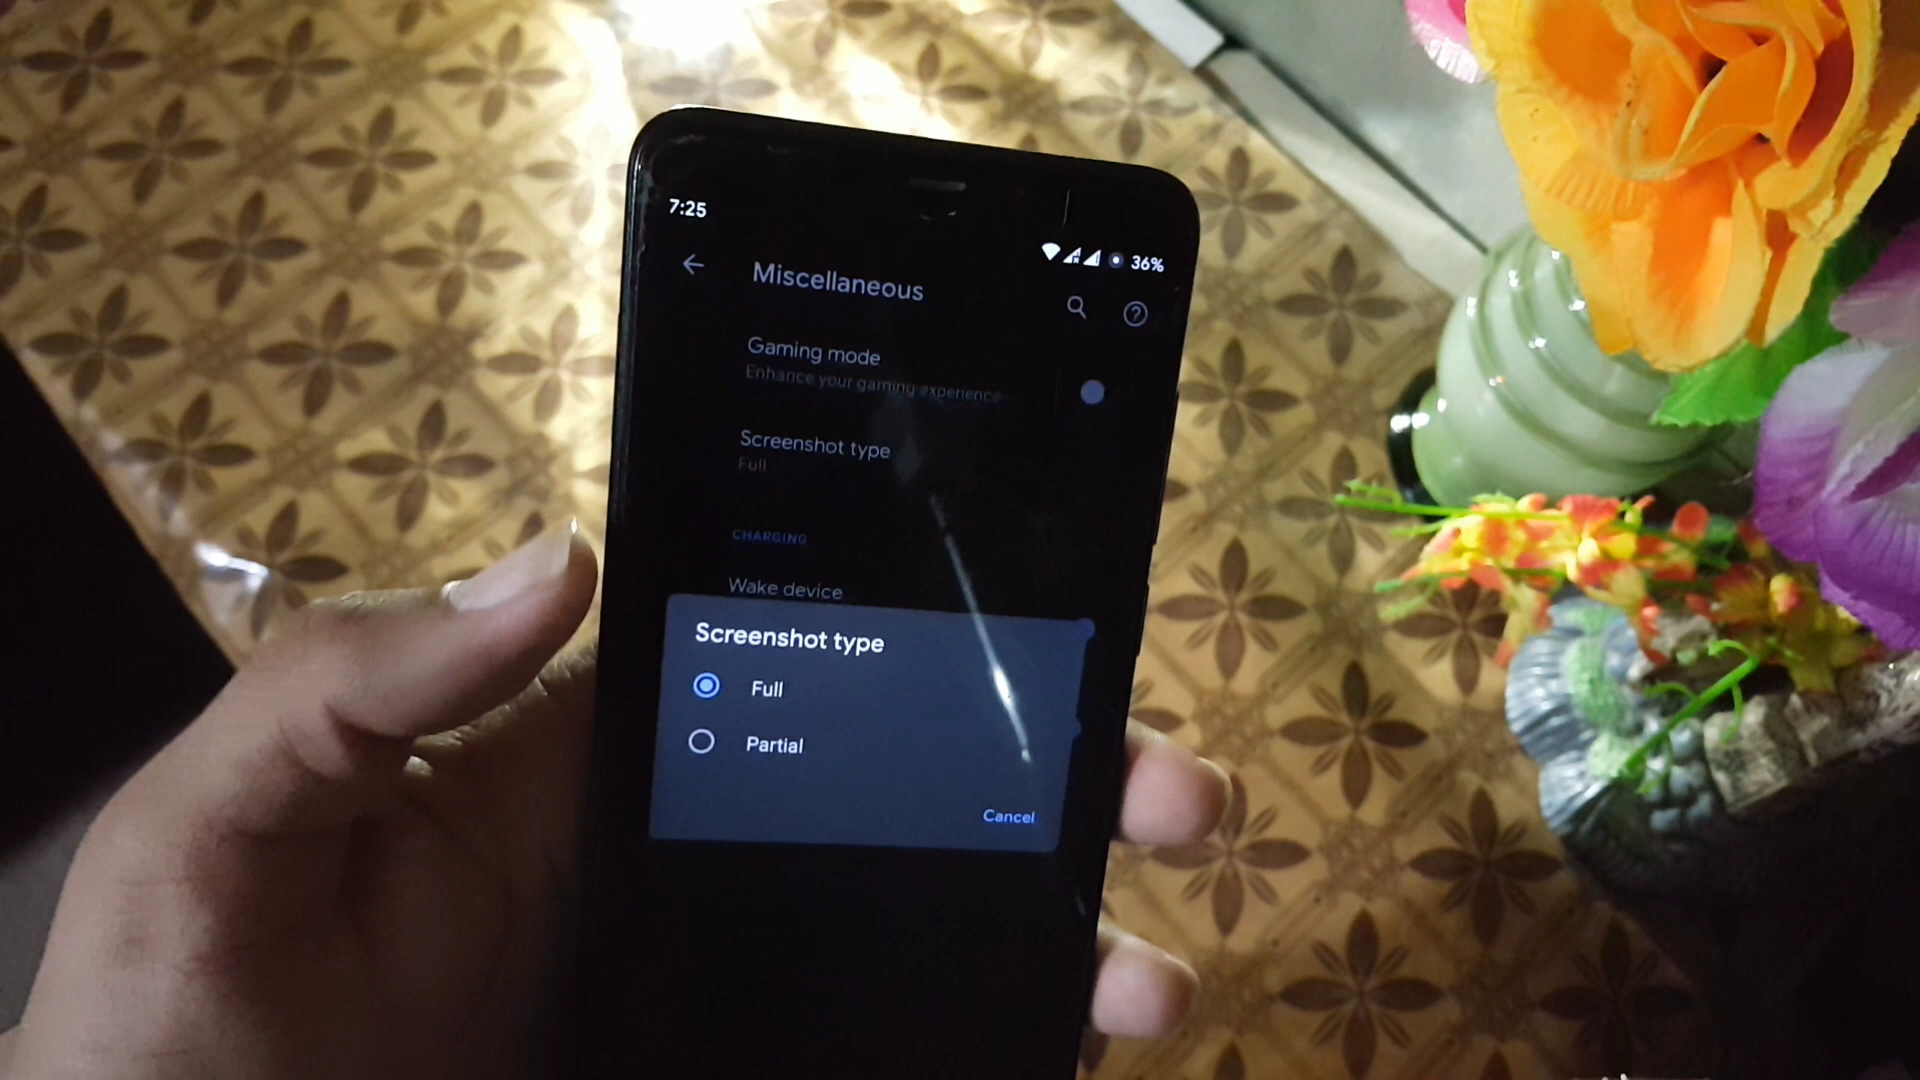 7:25
36%
Miscellaneous
Gaming mode
Enhance your gaming experience
Screenshot type
Full
CHARGING
Wake device
Screenshot type
Full
Partial
Cancel